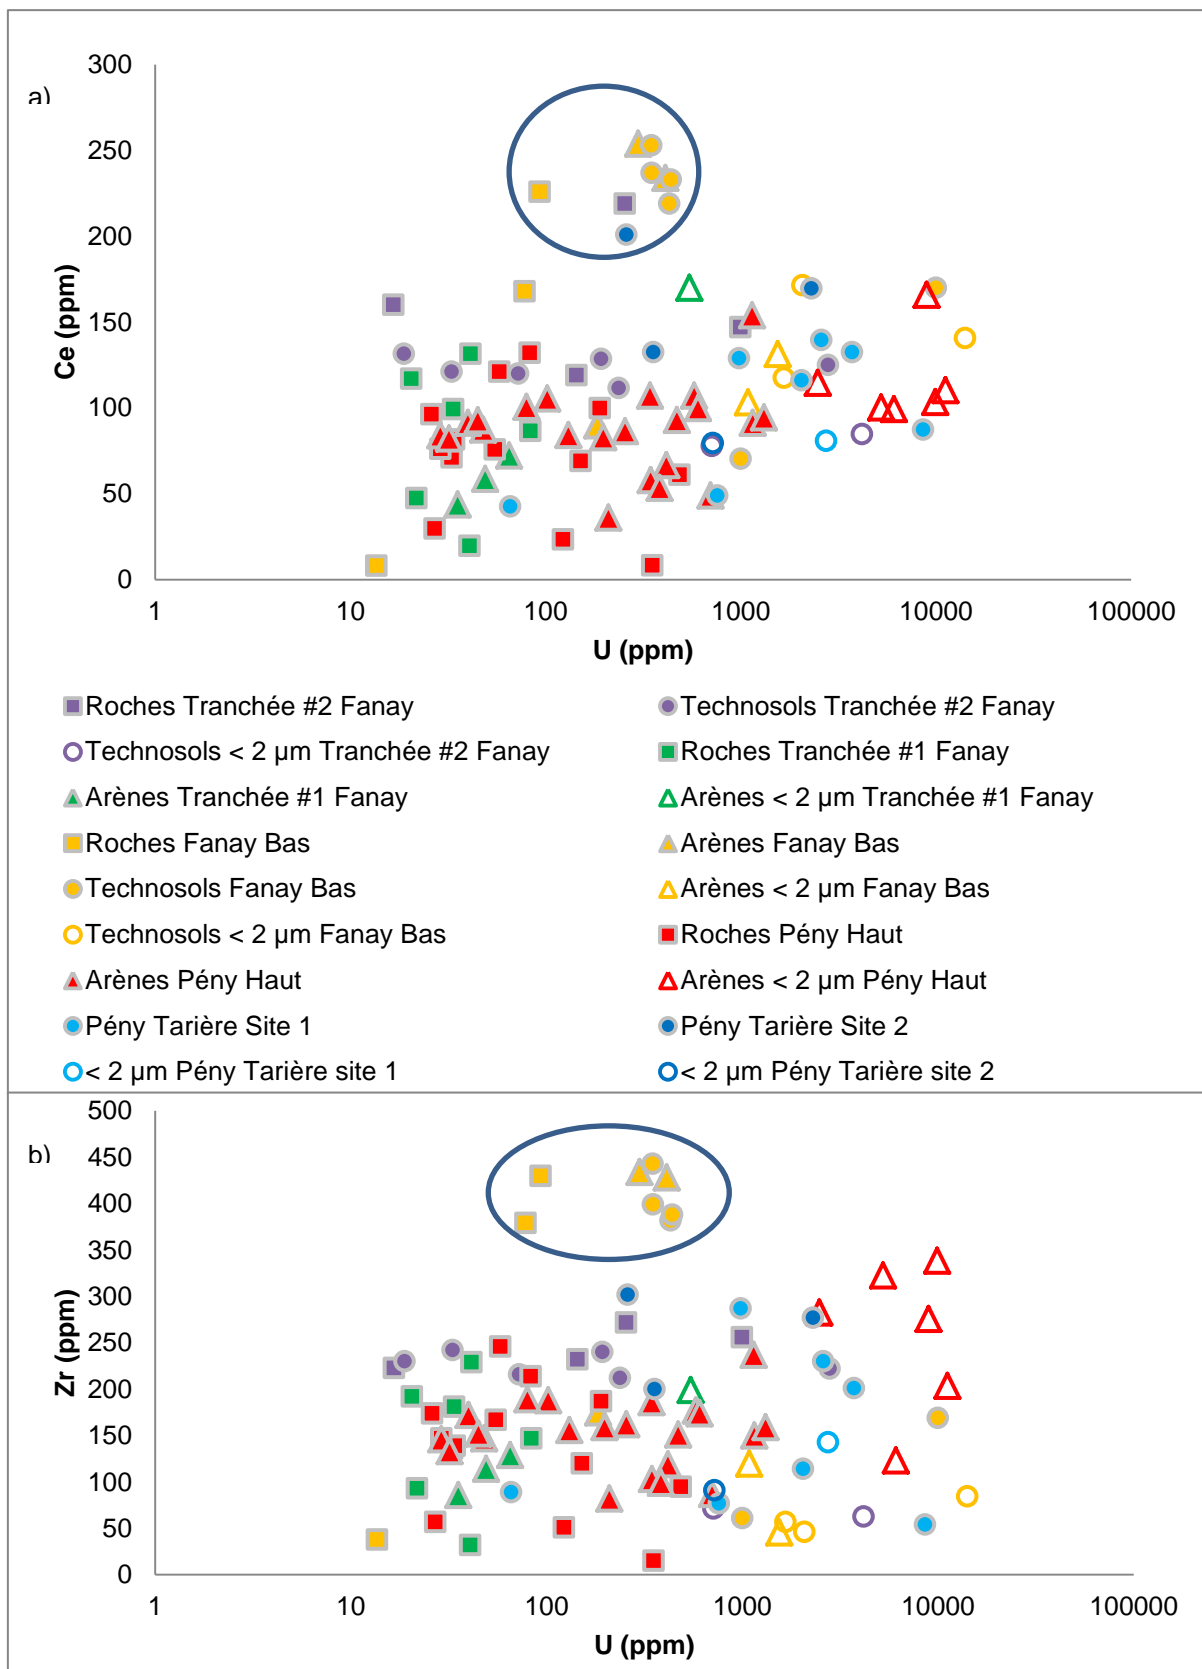 a)
300
250
200
150
100
50
0
Ce (ppm)
1 10 100 1000 10000 100000
U (ppm)
Roches Tranchée #2 Fanay Technosols Tranchée #2 Fanay
Technosols < 2 µm Tranchée #2 Fanay Roches Tranchée #1 Fanay
Arènes Tranchée #1 Fanay Arènes < 2 µm Tranchée #1 Fanay
Roches Fanay Bas Arènes Fanay Bas
Technosols Fanay Bas Arènes < 2 µm Fanay Bas
Technosols < 2 µm Fanay Bas Roches Pény Haut
Arènes Pény Haut Arènes < 2 µm Pény Haut
Pény Tarière Site 1 Pény Tarière Site 2
< 2 µm Pény Tarière site 1 < 2 µm Pény Tarière site 2
b)
500
450
400
350
300
250
200
150
100
50
0
Zr (ppm)
1 10 100 1000 10000 100000
U (ppm)